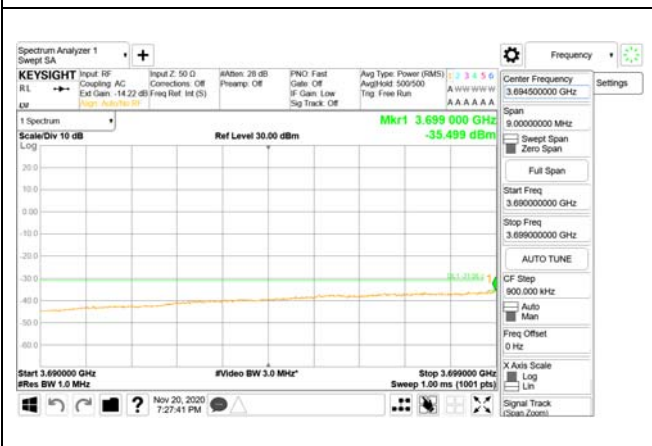 Spectrum Analyzer 1
Swept SA
Frequency
KEYSIGHT
RL
Input: RF
Coupling: AC
Ext Gain: -14.22 dB
Align: Auto/No RF
Input Z: 50 Ω
Corrections: Off
Freq Ref: Int (S)
#Atten: 28 dB
Preamp: Off
PNO: Fast
Gate: Off
IF Gain: Low
Sig Track: Off
Avg Type: Power (RMS)
Avg|Hold: 500/500
Trig: Free Run
1 2 3 4 5 6
A W W W W W
A A A A A A
1 Spectrum
Scale/Div 10 dB
Ref Level 30.00 dBm
Mkr1 3.699 000 GHz
-35.499 dBm
Log
20.0
10.0
0.00
-10.0
-20.0
-30.0
-40.0
-50.0
-60.0
1
Start 3.690000 GHz
#Res BW 1.0 MHz
#Video BW 3.0 MHz*
Stop 3.699000 GHz
Sweep 1.00 ms (1001 pts)
Nov 20, 2020
7:27:41 PM
Center Frequency
3.694500000 GHz
Settings
Span
9.00000000 MHz
Swept Span
Zero Span
Full Span
Start Freq
3.690000000 GHz
Stop Freq
3.699000000 GHz
AUTO TUNE
CF Step
900.000 kHz
Auto
Man
Freq Offset
0 Hz
X Axis Scale
Log
Lin
Signal Track
(Span Zoom)